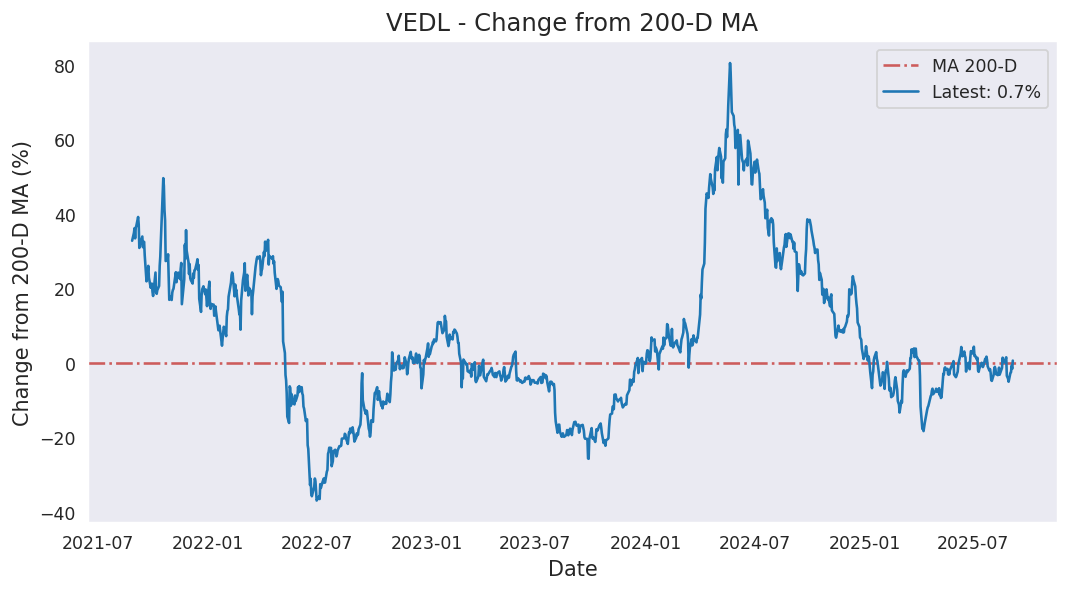 VEDL - Change from 200-D MA
MA 200-D
Latest: 0.7%
Change from 200-D MA (%)
80
60
40
20
0
−20
−40
2021-07 2022-01 2022-07 2023-01 2023-07 2024-01 2024-07 2025-01 2025-07
Date